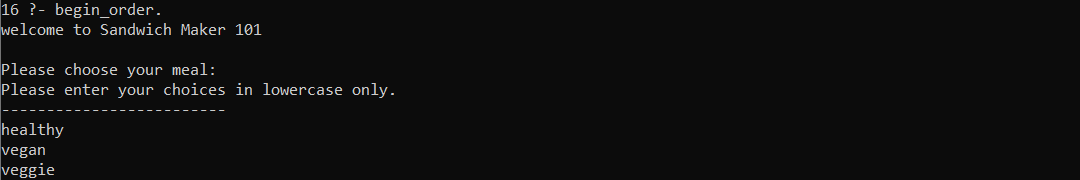 16 ?- begin_order.
welcome to Sandwich Maker 101
Please choose your meal:
Please enter your choices in lowercase only.
-------------------------
healthy
vegan
veggie